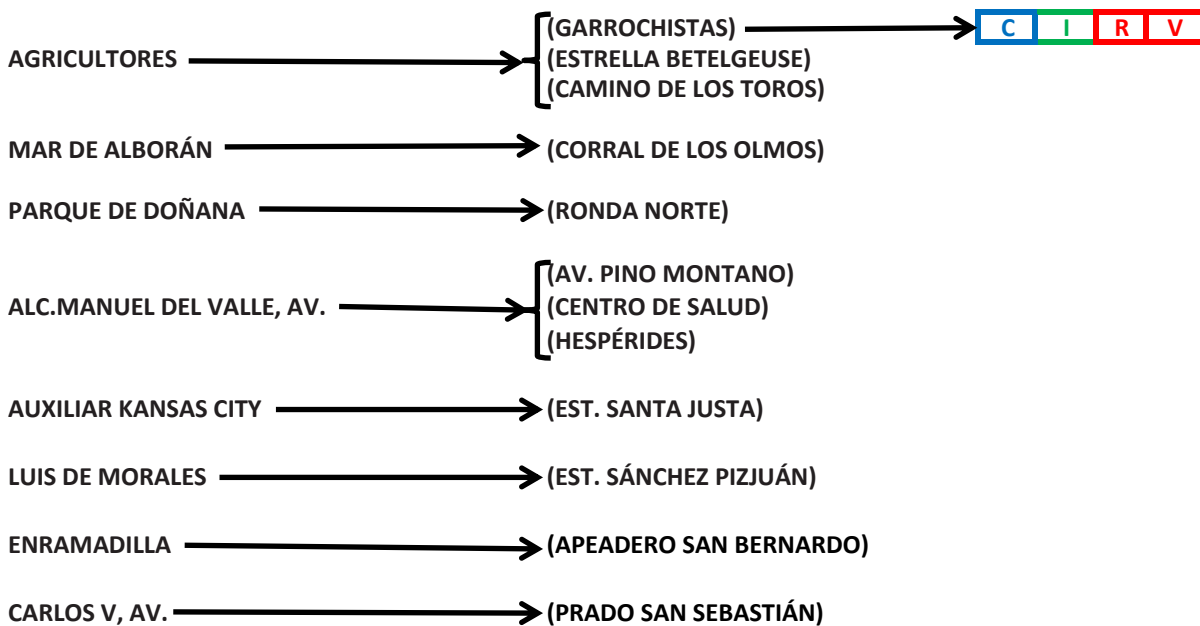 (GARROCHISTAS) C I R V
AGRICULTORES (ESTRELLA BETELGEUSE)
(CAMINO DE LOS TOROS)
MAR DE ALBORÁN (CORRAL DE LOS OLMOS)
PARQUE DE DOÑANA (RONDA NORTE)
(AV. PINO MONTANO)
ALC.MANUEL DEL VALLE, AV. (CENTRO DE SALUD)
(HESPÉRIDES)
AUXILIAR KANSAS CITY (EST. SANTA JUSTA)
LUIS DE MORALES (EST. SÁNCHEZ PIZJUÁN)
ENRAMADILLA (APEADERO SAN BERNARDO)
CARLOS V, AV. (PRADO SAN SEBASTIÁN)